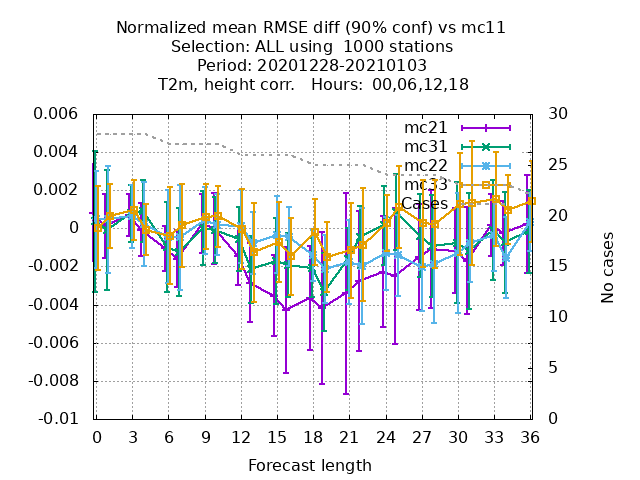 Normalized mean RMSE diff (90% conf) vs mc11
Selection: ALL using  1000 stations
Period: 20201228-20210103
T2m, height corr.   Hours:  00,06,12,18
0.006
0.004
0.002
0
-0.002
-0.004
-0.006
-0.008
-0.01
30
25
20
15
10
5
0
mc21
mc31
mc22
mc33
Cases
No cases
0 3 6 9 12 15 18 21 24 27 30 33 36
Forecast length